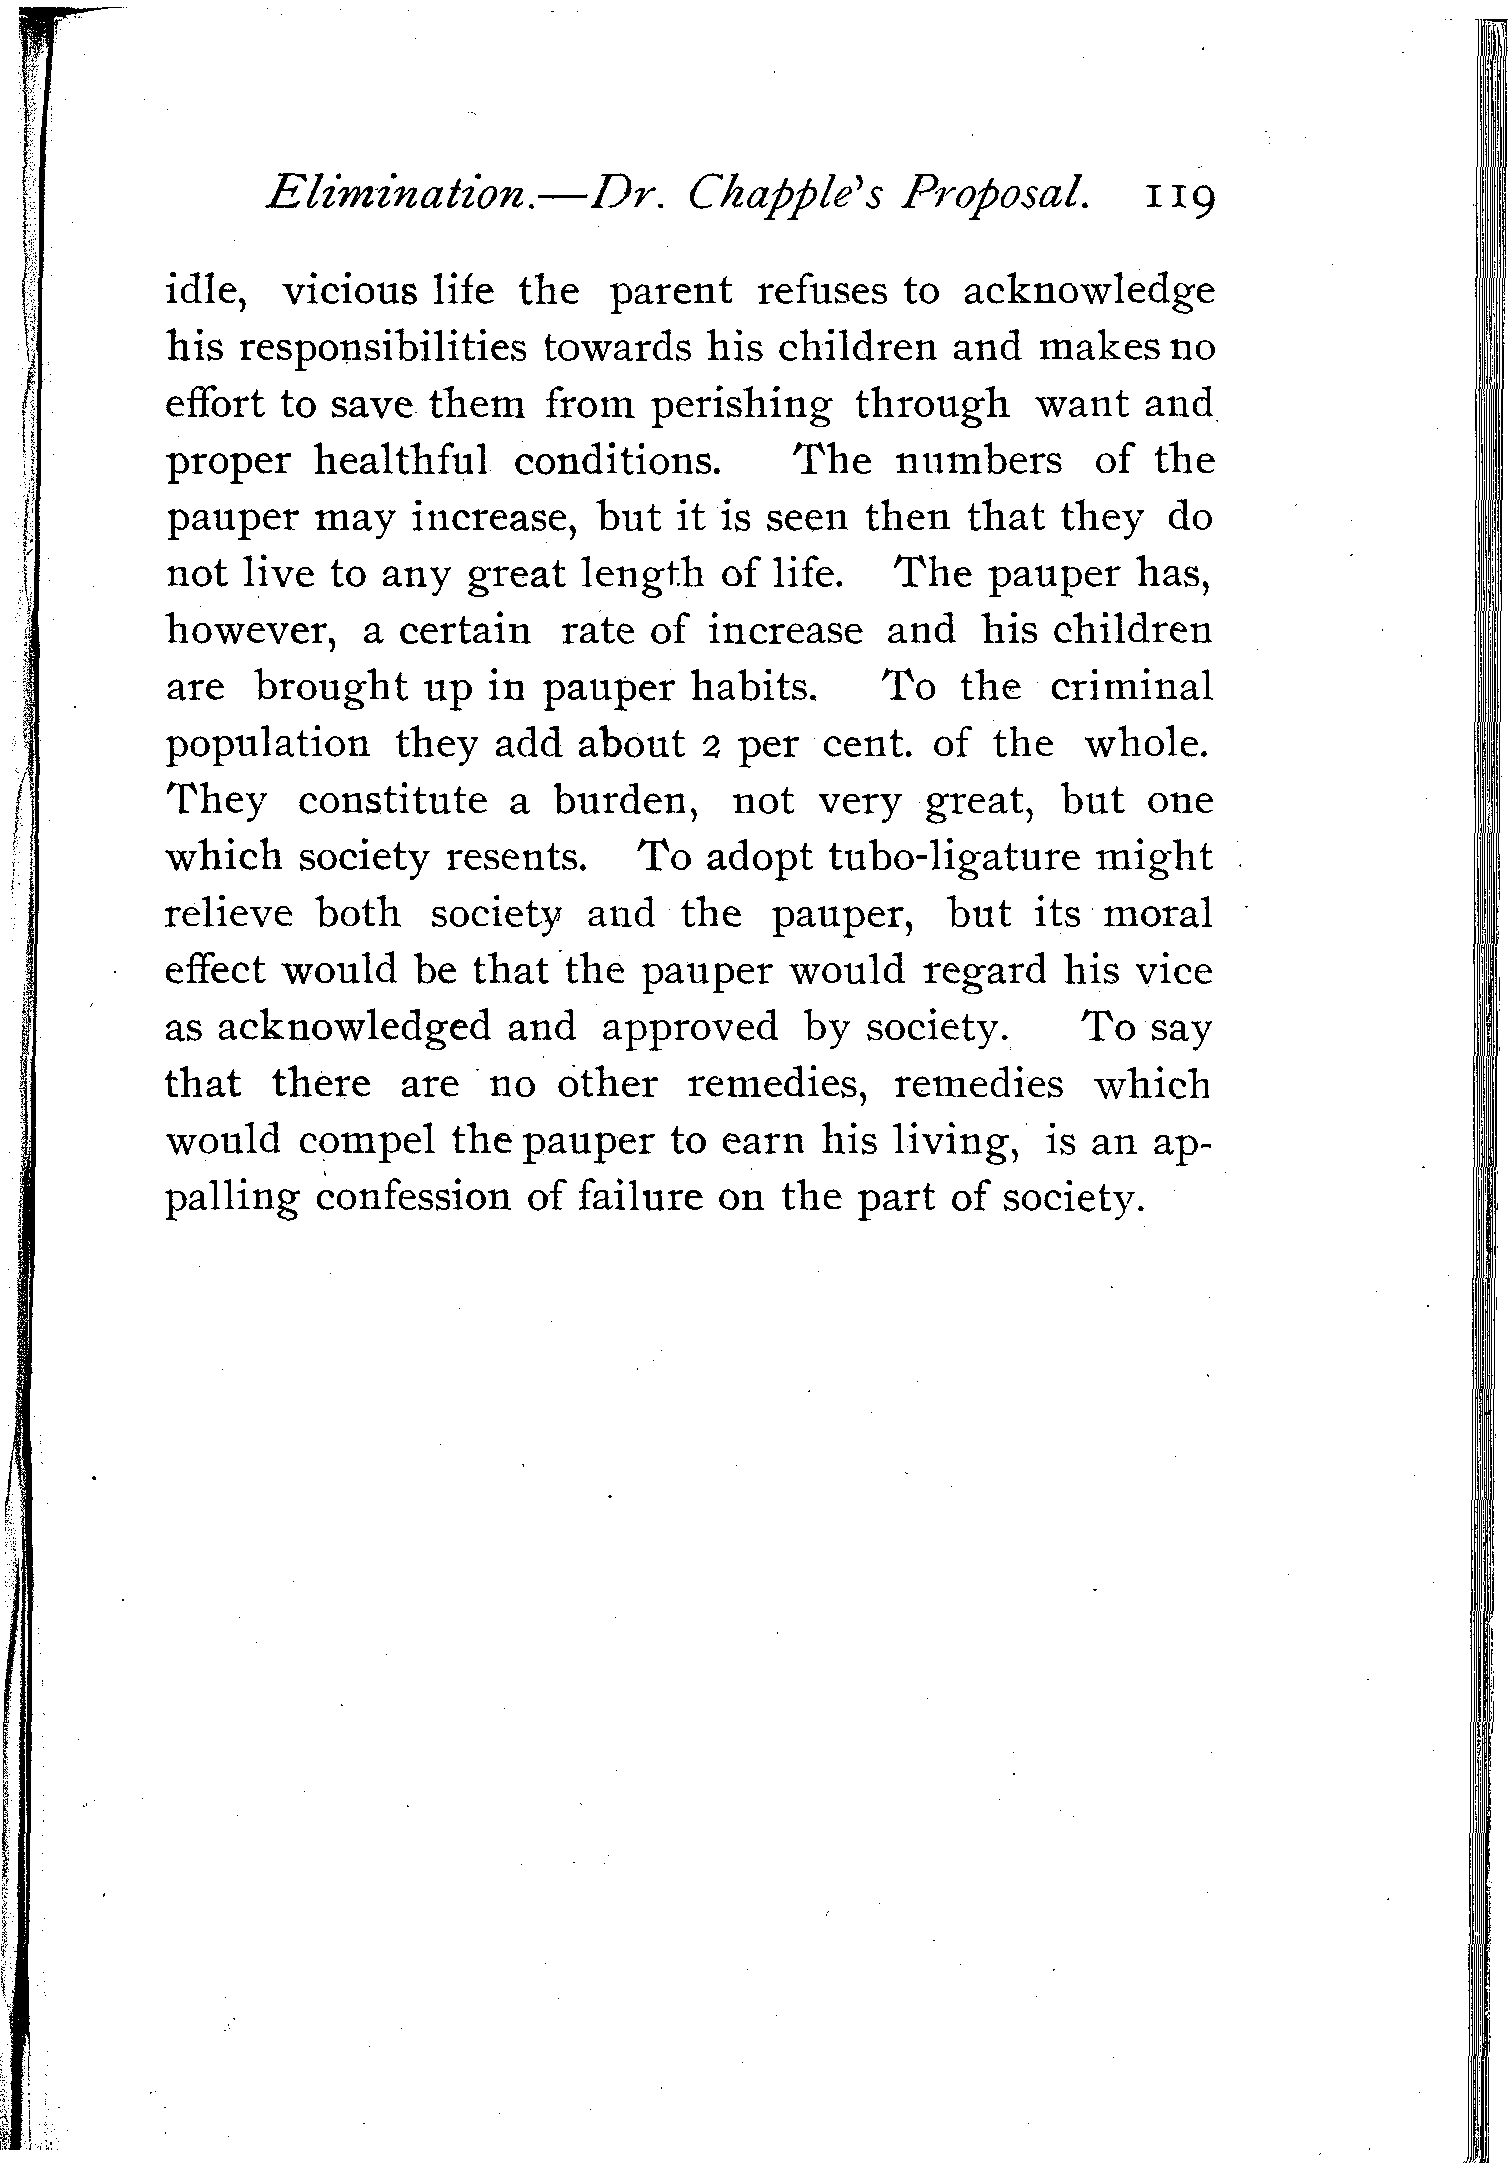 Elimination.—Dr. Chapple's Proposal. 119
idle, vicious life the parent refuses to acknowledge
his responsibilities towards his children and makes no
effort to save them from perishing through want and
proper healthful conditions. The numbers of the
pauper may increase, but it is seen then that they do
not live to any great length of life. The pauper has,
however, a certain rate of increase and his children
are brought up in pauper habits. To the criminal
population they add about 2 per cent. of the whole.
They constitute a burden, not very great, but one
which society resents. To adopt tubo-ligature might
relieve both society and the pauper, but its moral
effect would be that the pauper would regard his vice
as acknowledged and approved by society. To say
that there are no other remedies, remedies which
would compel the pauper to earn his living, is an ap-
palling confession of failure on the part of society.